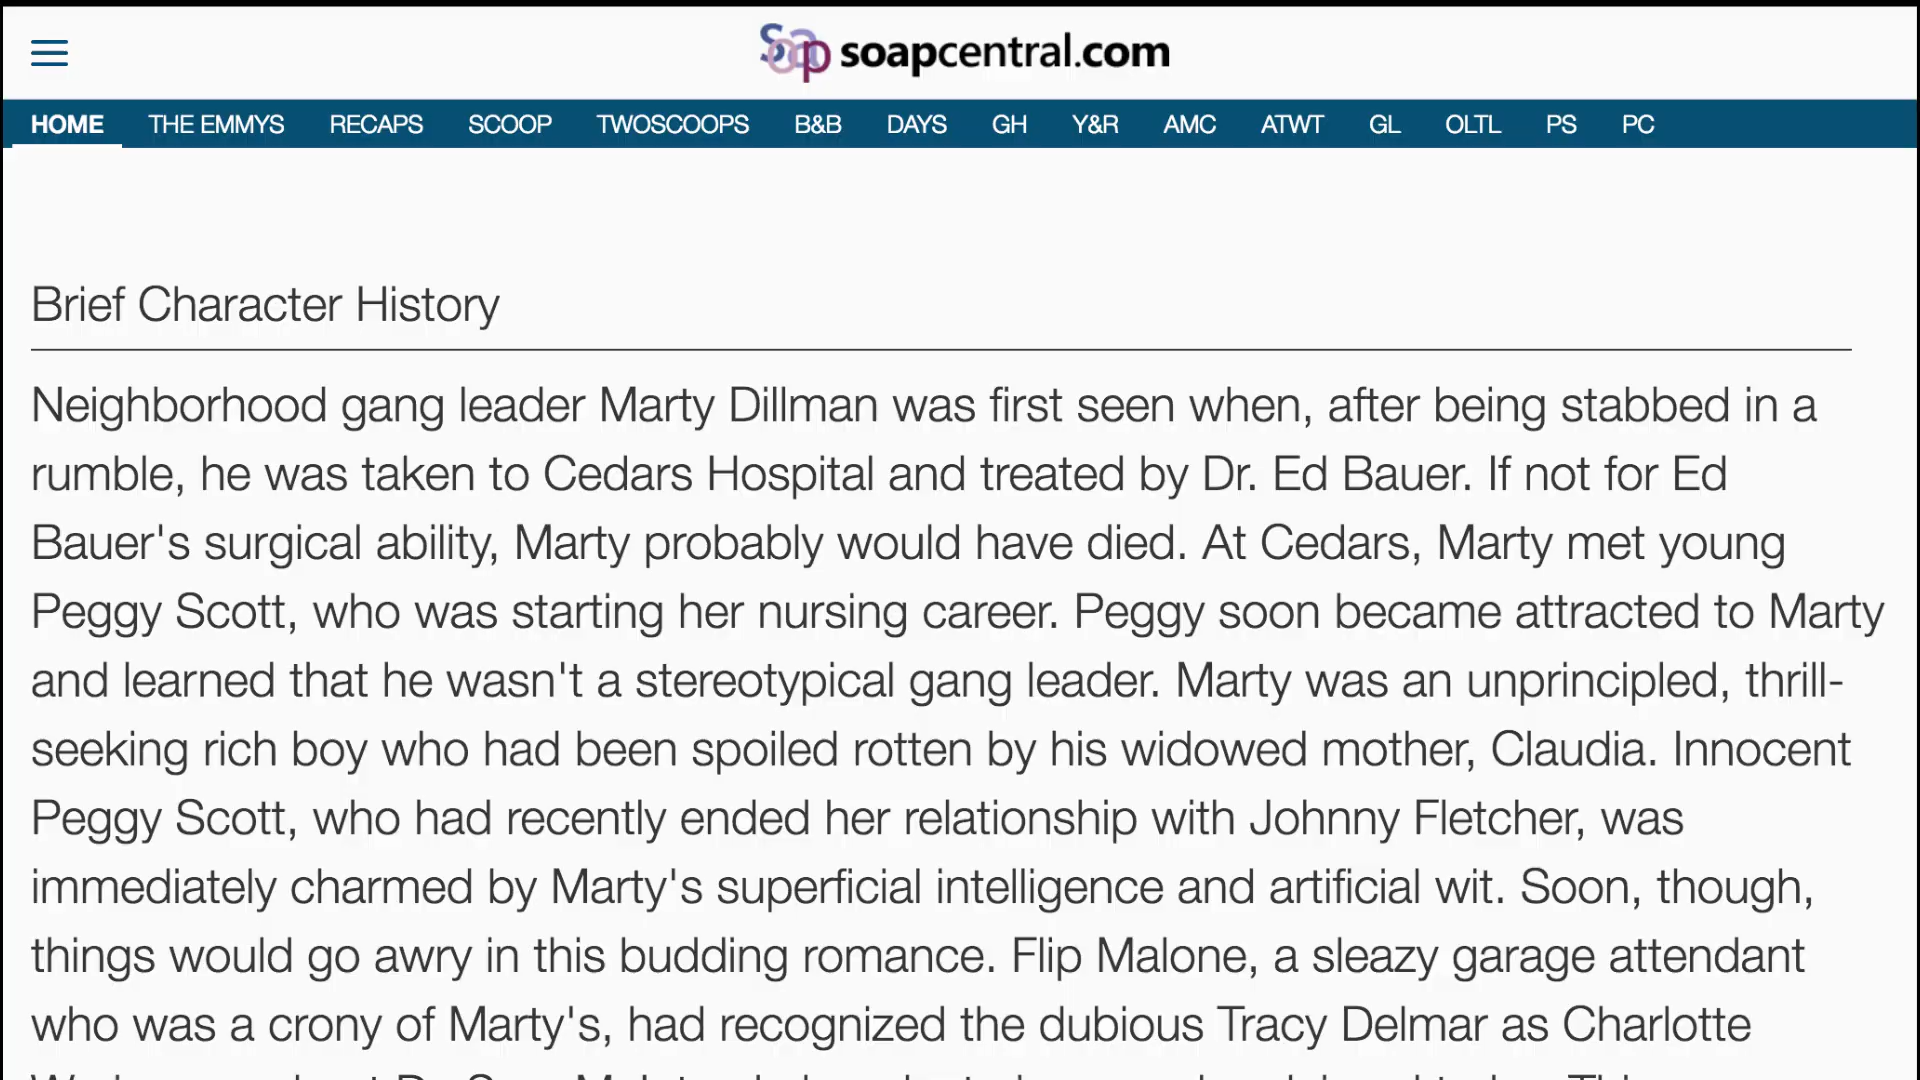 soapcentral.com
HOME THE EMMYS RECAPS SCOOP TWOSCOOPS B&B DAYS GH Y&R AMC ATWT GL OLTL PS PC
Brief Character History
Neighborhood gang leader Marty Dillman was first seen when, after being stabbed in a
rumble, he was taken to Cedars Hospital and treated by Dr. Ed Bauer. If not for Ed
Bauer's surgical ability, Marty probably would have died. At Cedars, Marty met young
Peggy Scott, who was starting her nursing career. Peggy soon became attracted to Marty
and learned that he wasn't a stereotypical gang leader. Marty was an unprincipled, thrill-
seeking rich boy who had been spoiled rotten by his widowed mother, Claudia. Innocent
Peggy Scott, who had recently ended her relationship with Johnny Fletcher, was
immediately charmed by Marty's superficial intelligence and artificial wit. Soon, though,
things would go awry in this budding romance. Flip Malone, a sleazy garage attendant
who was a crony of Marty's, had recognized the dubious Tracy Delmar as Charlotte